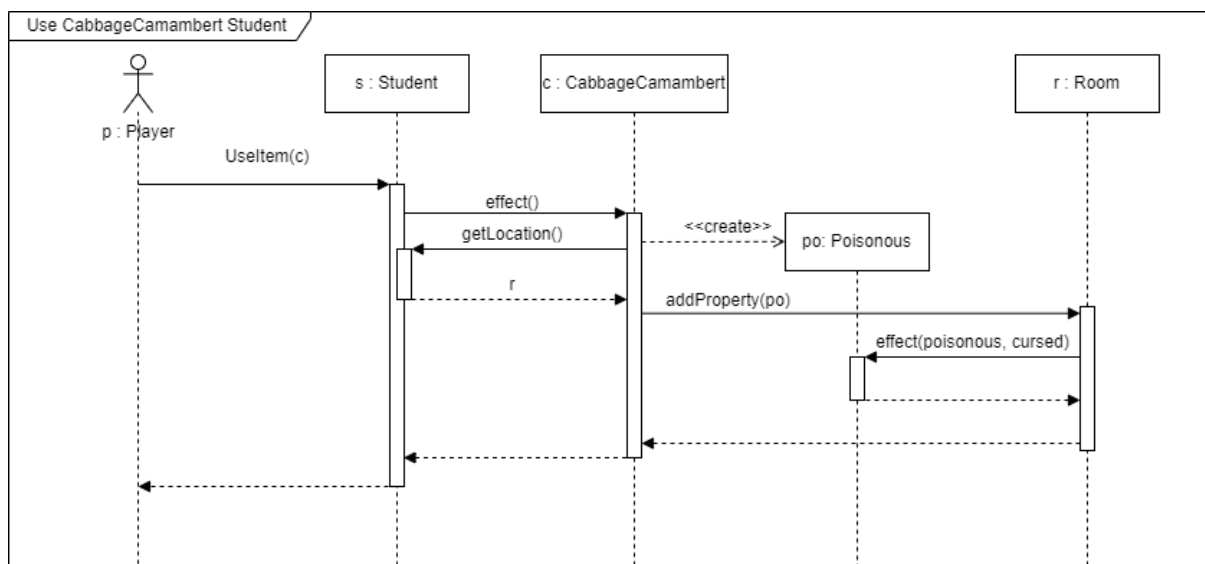 Use CabbageCamambert Student
p : Player
s : Student
c : CabbageCamambert
r : Room
UseItem(c)
effect()
getLocation()
<<create>>
po: Poisonous
r
addProperty(po)
effect(poisonous, cursed)